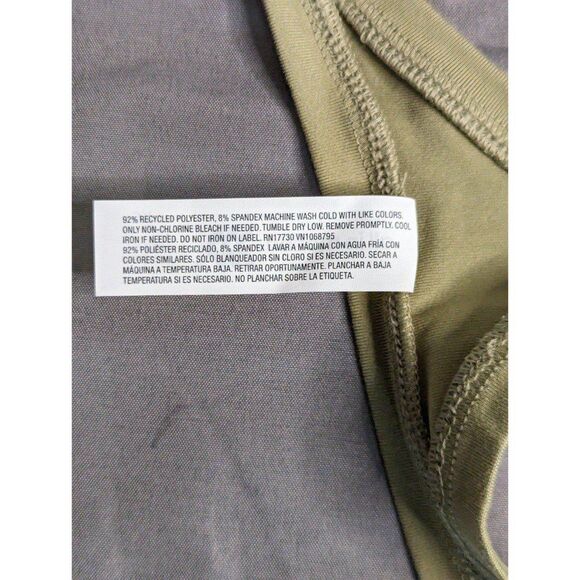 92% RECYCLED POLYESTER, 8% SPANDEX MACHINE WASH COLD WITH LIKE COLORS.
ONLY NON-CHLORINE BLEACH IF NEEDED. TUMBLE DRY LOW. REMOVE PROMPTLY. COOL
IRON IF NEEDED. DO NOT IRON ON LABEL. RN17730 VN1068795
92% POLIÉSTER RECICLADO, 8% SPANDEX LAVAR A MÁQUINA CON AGUA FRÍA CON
COLORES SIMILARES. SÓLO BLANQUEADOR SIN CLORO SI ES NECESARIO. SECAR A
MÁQUINA A TEMPERATURA BAJA. RETIRAR OPORTUNAMENTE. PLANCHAR A BAJA
TEMPERATURA SI ES NECESARIO. NO PLANCHAR SOBRE LA ETIQUETA.